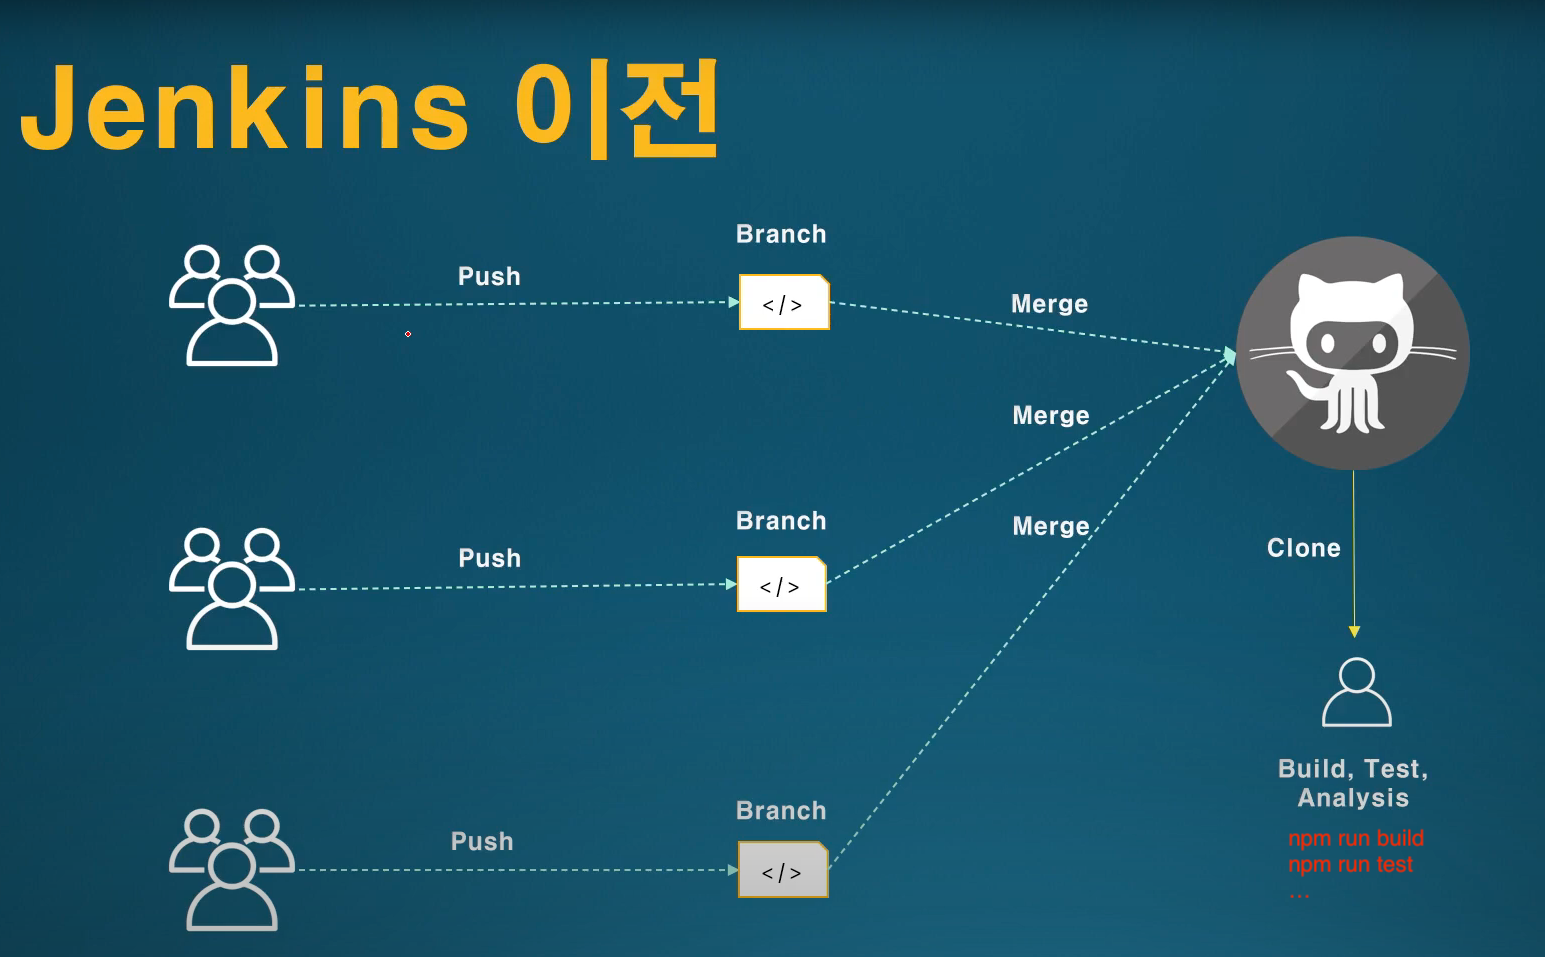 Jenkins 이전
Branch
Push
</>
Merge
Merge
Branch
Merge
Push
</>
Clone
Build, Test,
Analysis
Branch
Push
</>
npm run build
npm run test
...